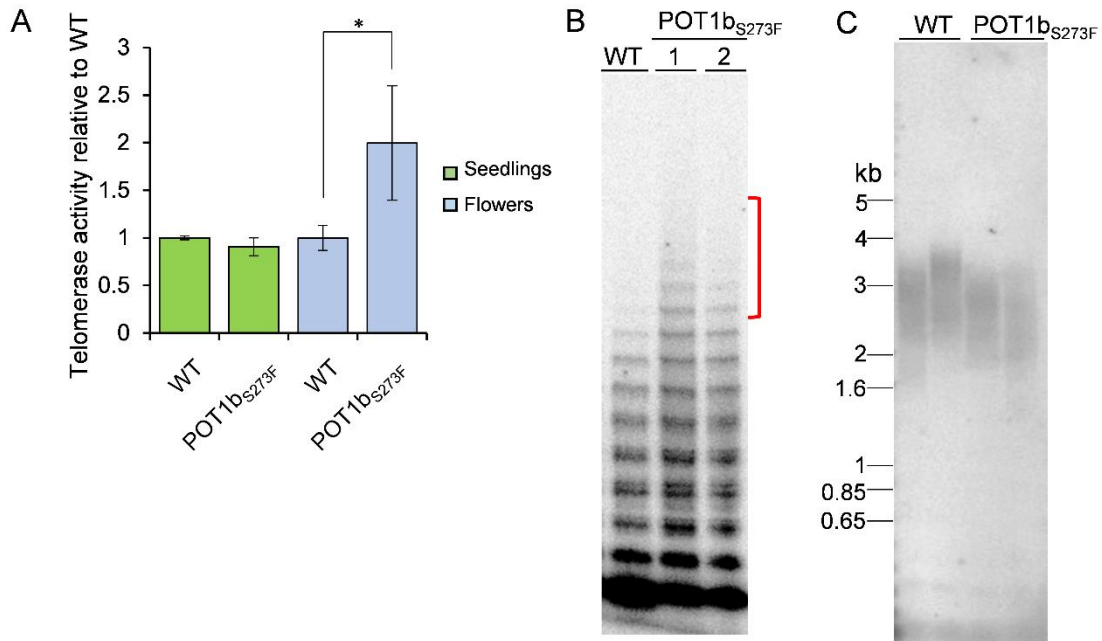 A
Telomerase activity relative to WT
3
2.5
2
1.5
1
0.5
0
*
Seedlings
Flowers
WT
POT1bS273F
WT
POT1bS273F
B
POT1bS273F
WT 1 2
C
WT POT1bS273F
kb
5
4
3
2
1.6
1
0.85
0.65